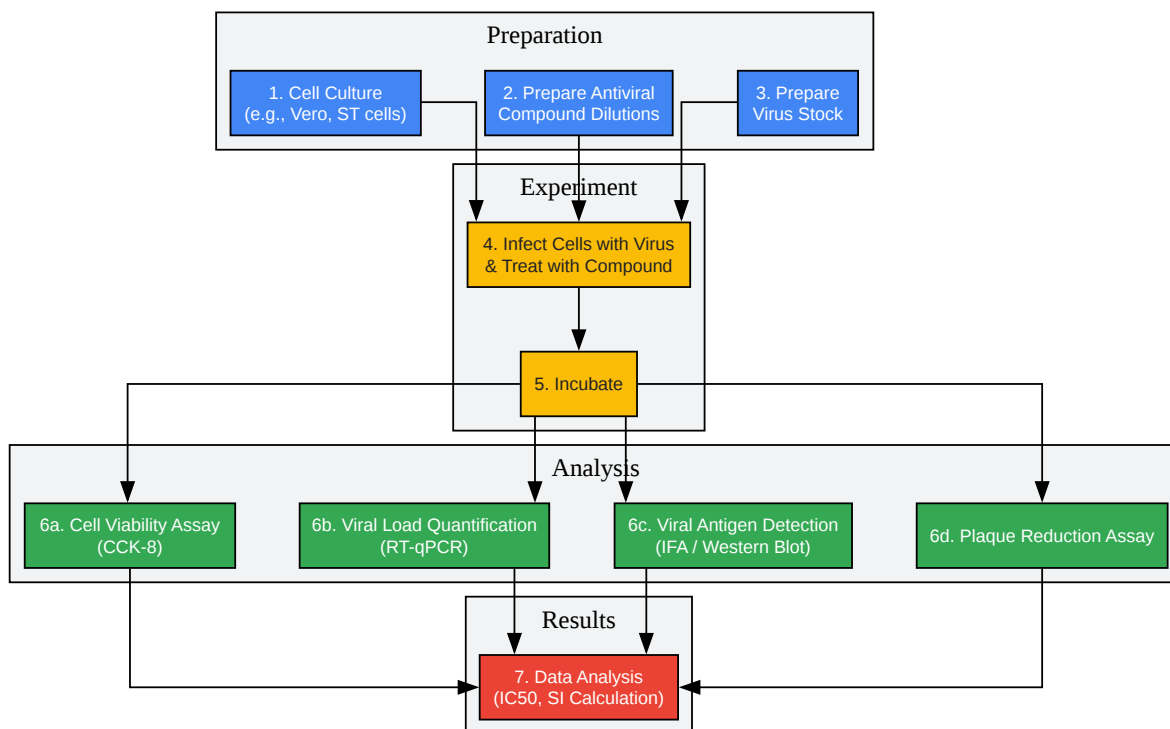 Preparation
1. Cell Culture
(e.g., Vero, ST cells)
2. Prepare Antiviral
Compound Dilutions
3. Prepare
Virus Stock
Experiment
4. Infect Cells with Virus
& Treat with Compound
5. Incubate
Analysis
6a. Cell Viability Assay
(CCK-8)
6b. Viral Load Quantification
(RT-qPCR)
6c. Viral Antigen Detection
(IFA / Western Blot)
6d. Plaque Reduction Assay
Results
7. Data Analysis
(IC50, SI Calculation)